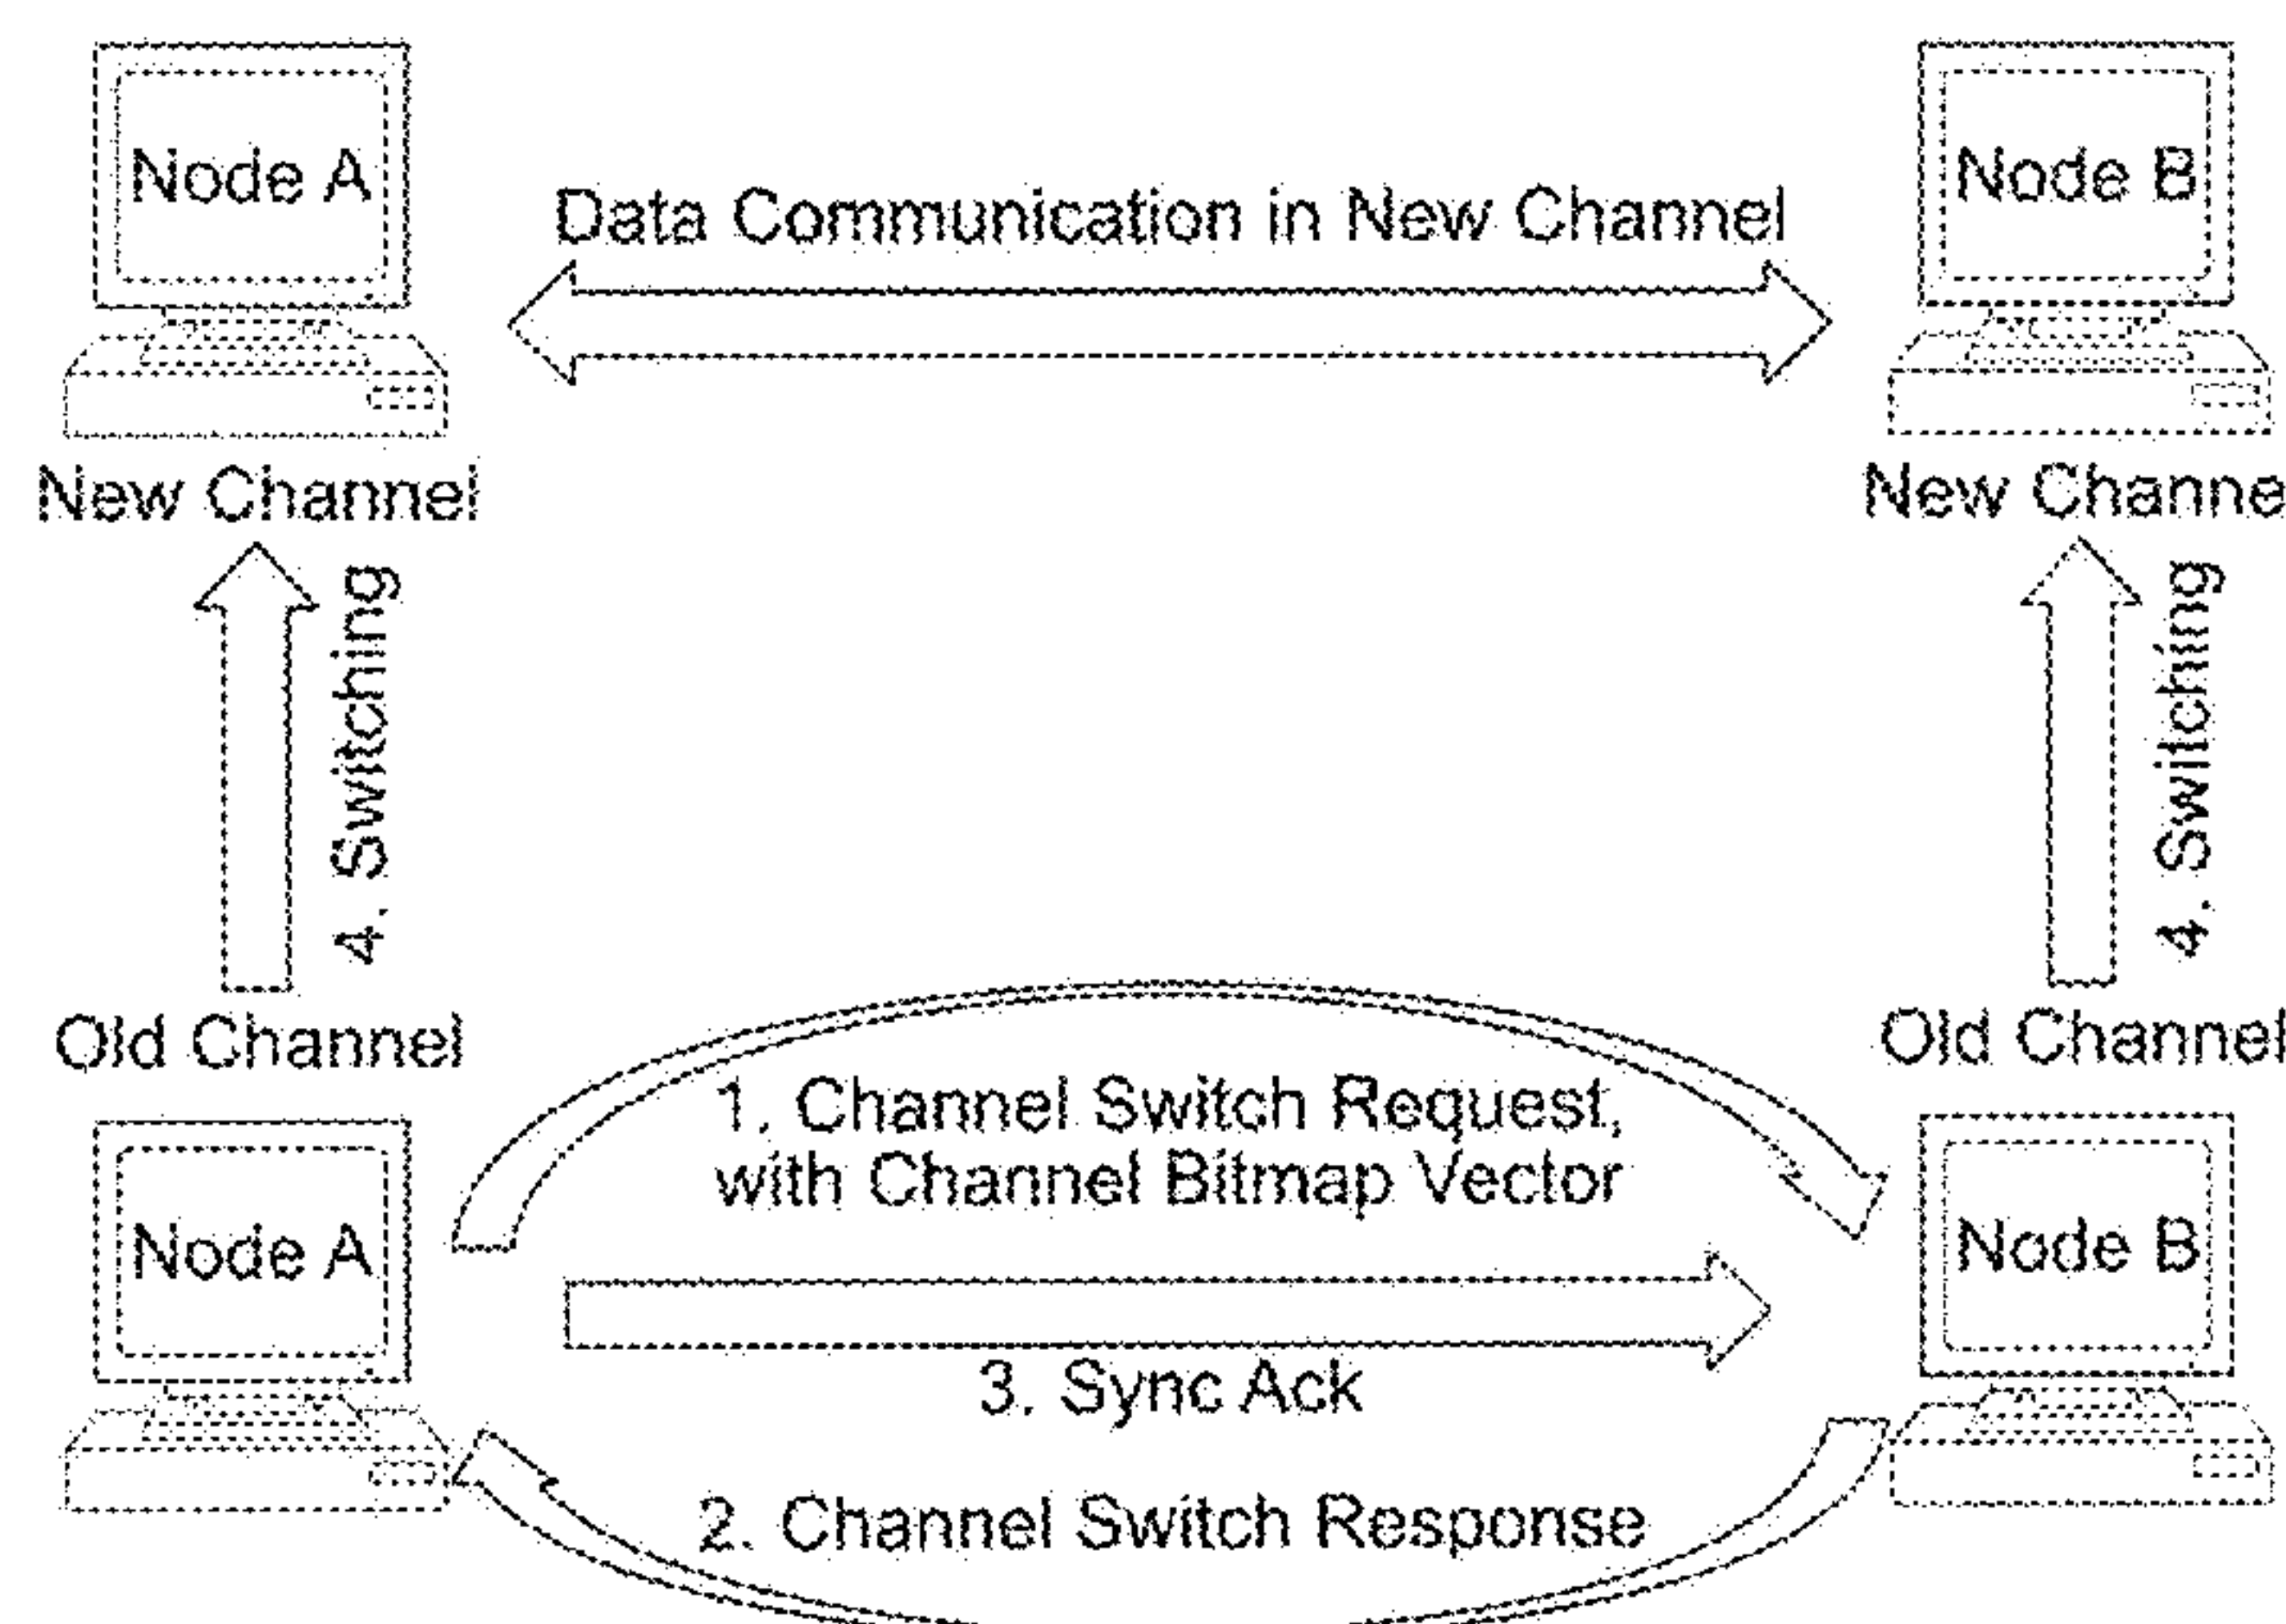 Node A
Node B
Data Communication in New Channel
New Channel
New Channe
4. Switching
4. Switching
Old Channel
Old Channel
1. Channel Switch Request,
with Channel Bitmap Vector
Node A
Node B
3. Sync Ack
2. Channel Switch Response